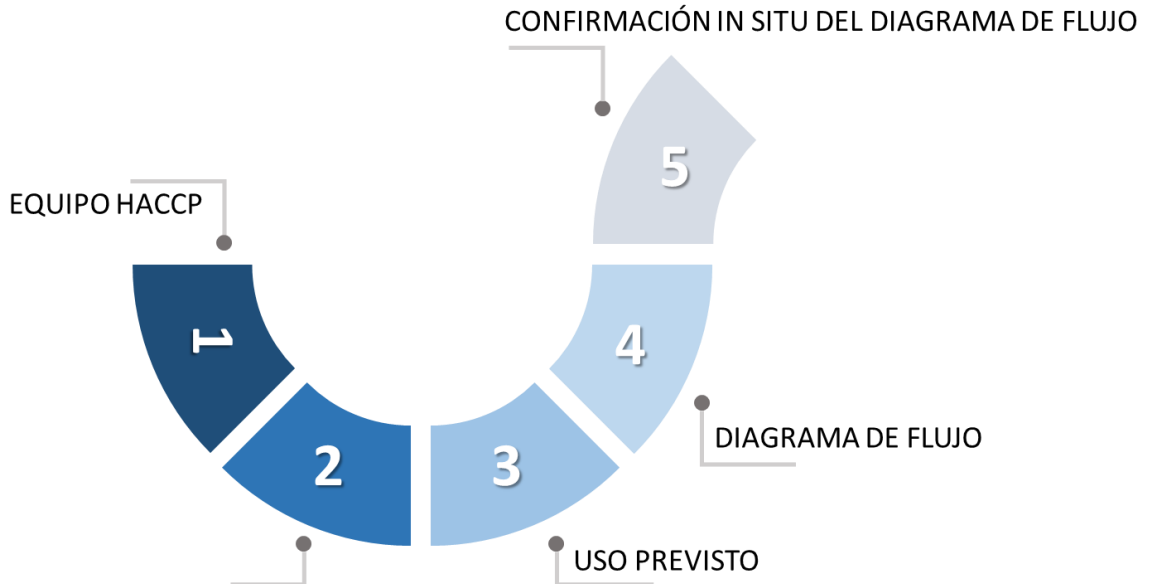 CONFIRMACIÓN IN SITU DEL DIAGRAMA DE FLUJO
5
EQUIPO HACCP
1
4
DIAGRAMA DE FLUJO
2
3
USO PREVISTO